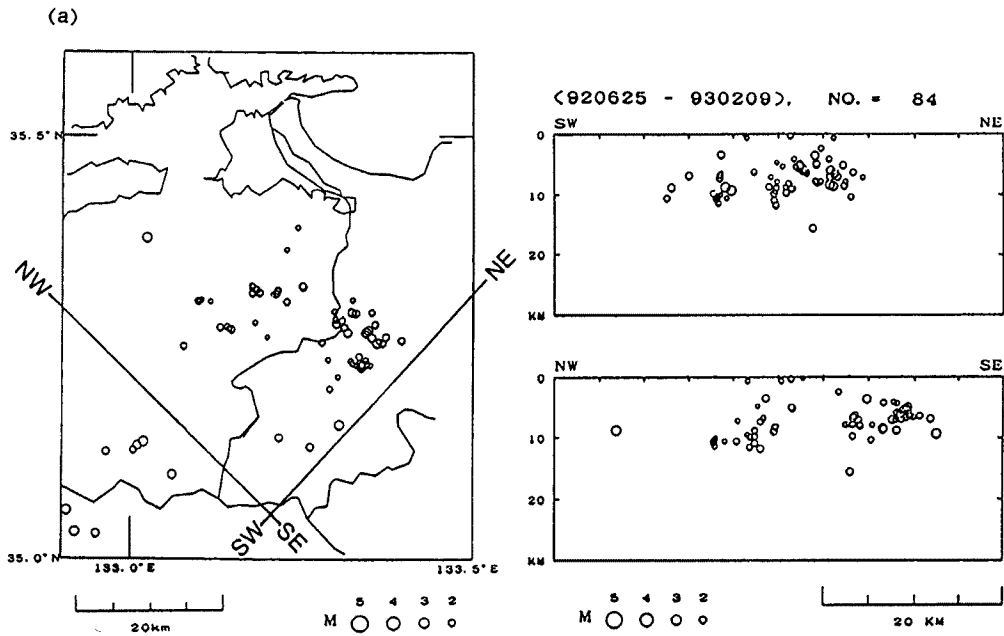 (a)
35.5°N
NW
NE
SW
SE
35.0°N
133.0°E
133.5°E
20km
5 4 3 2
M
(920625 - 930209), NO. = 84
SW NE
0
10
20
KM
NW SE
0
10
20
KM
5 4 3 2
M
20 KM